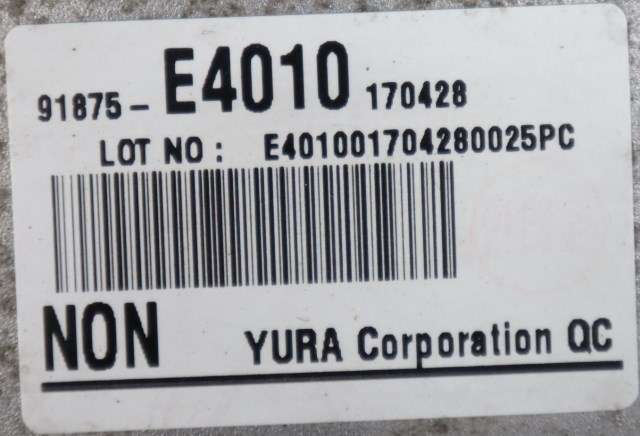 91875- E4010 170428
LOT NO : E401001704280025PC
NON YURA Corporation QC